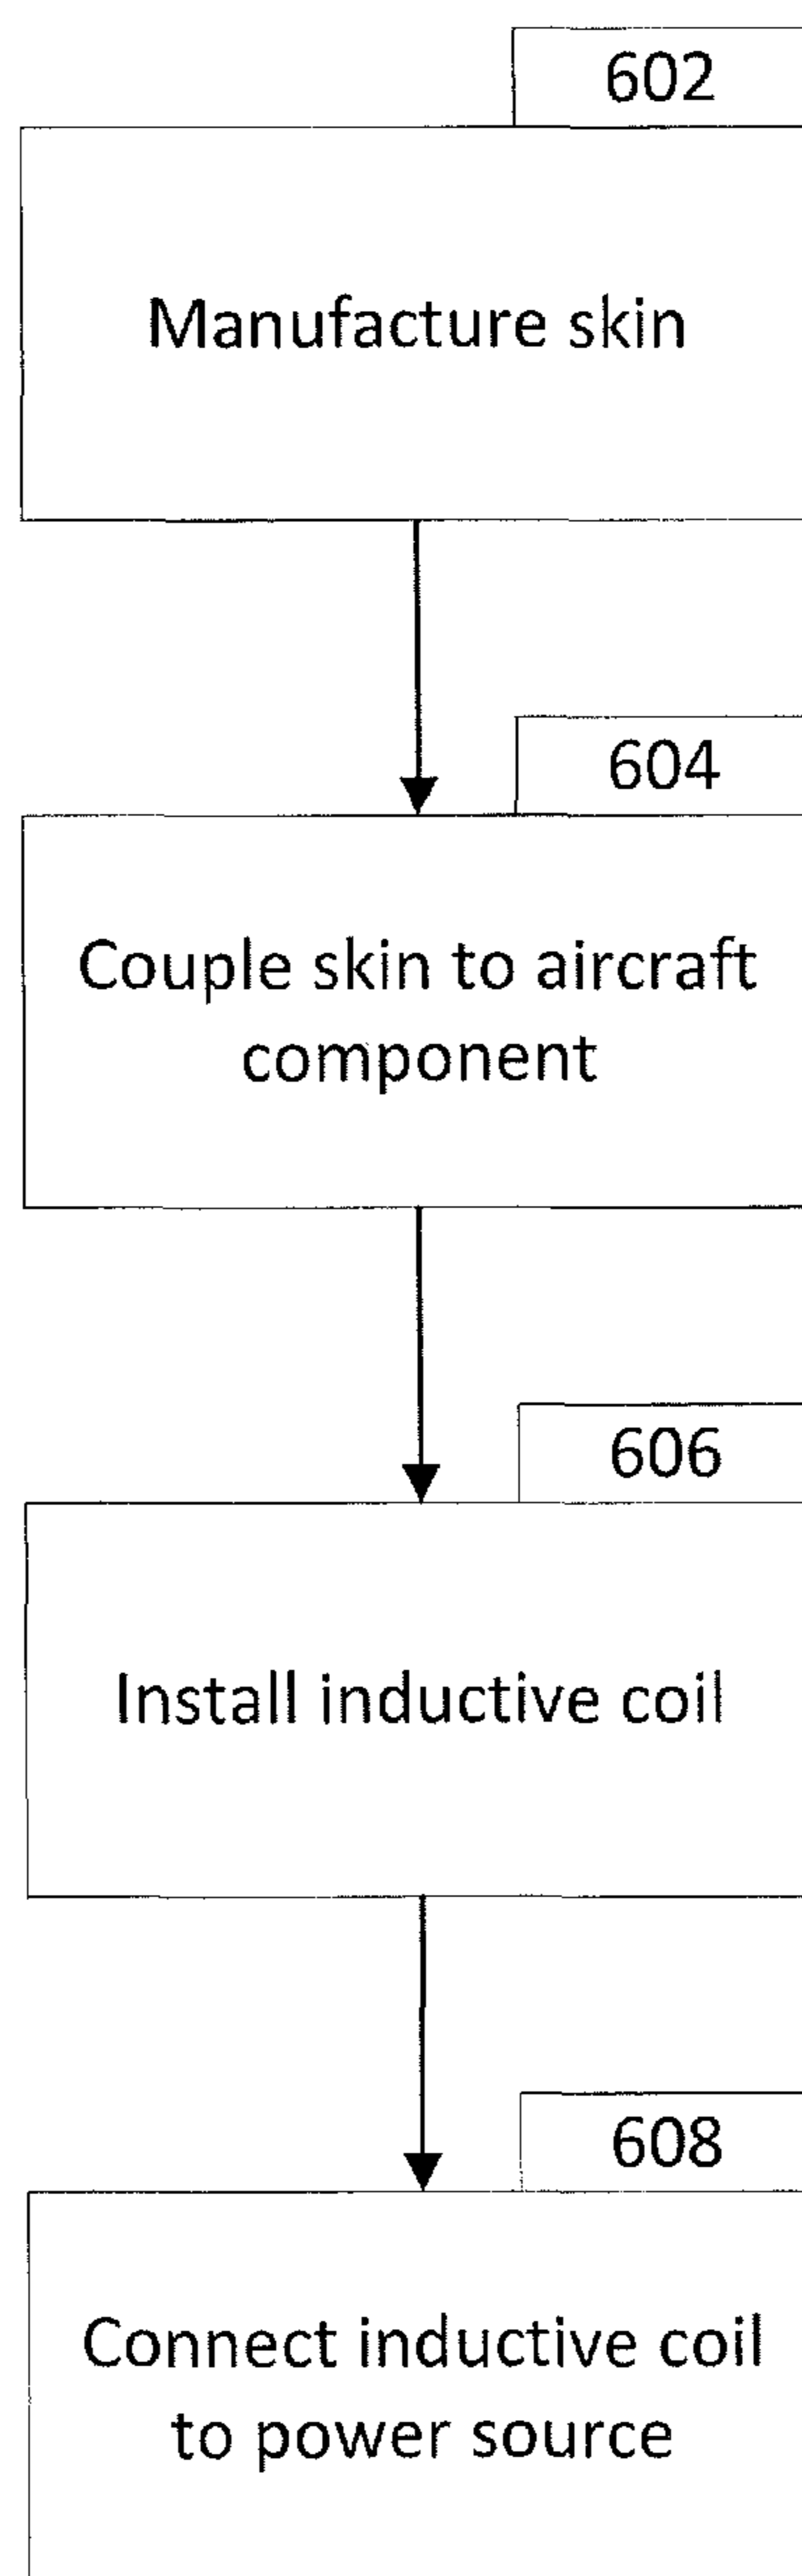 602
Manufacture skin
604
Couple skin to aircraft
component
606
Install inductive coil
608
Connect inductive coil
to power source